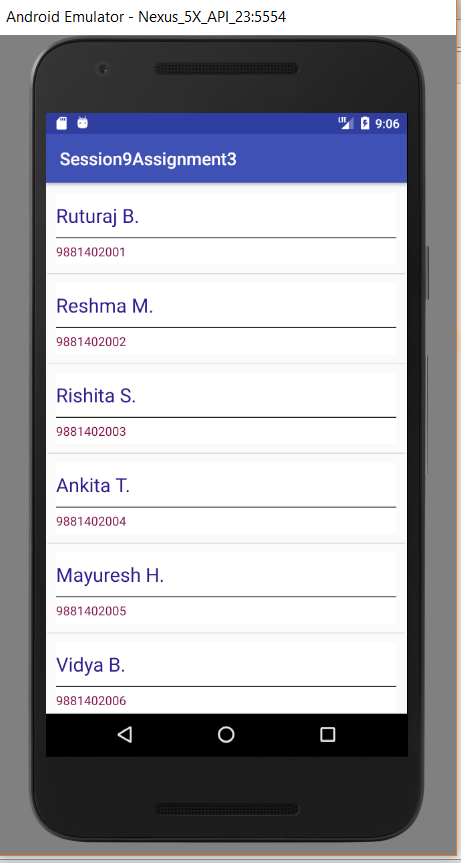 Android Emulator - Nexus_5X_API_23:5554
LTE 9:06
Session9Assignment3
Ruturaj B.
9881402001
Reshma M.
9881402002
Rishita S.
9881402003
Ankita T.
9881402004
Mayuresh H.
9881402005
Vidya B.
9881402006